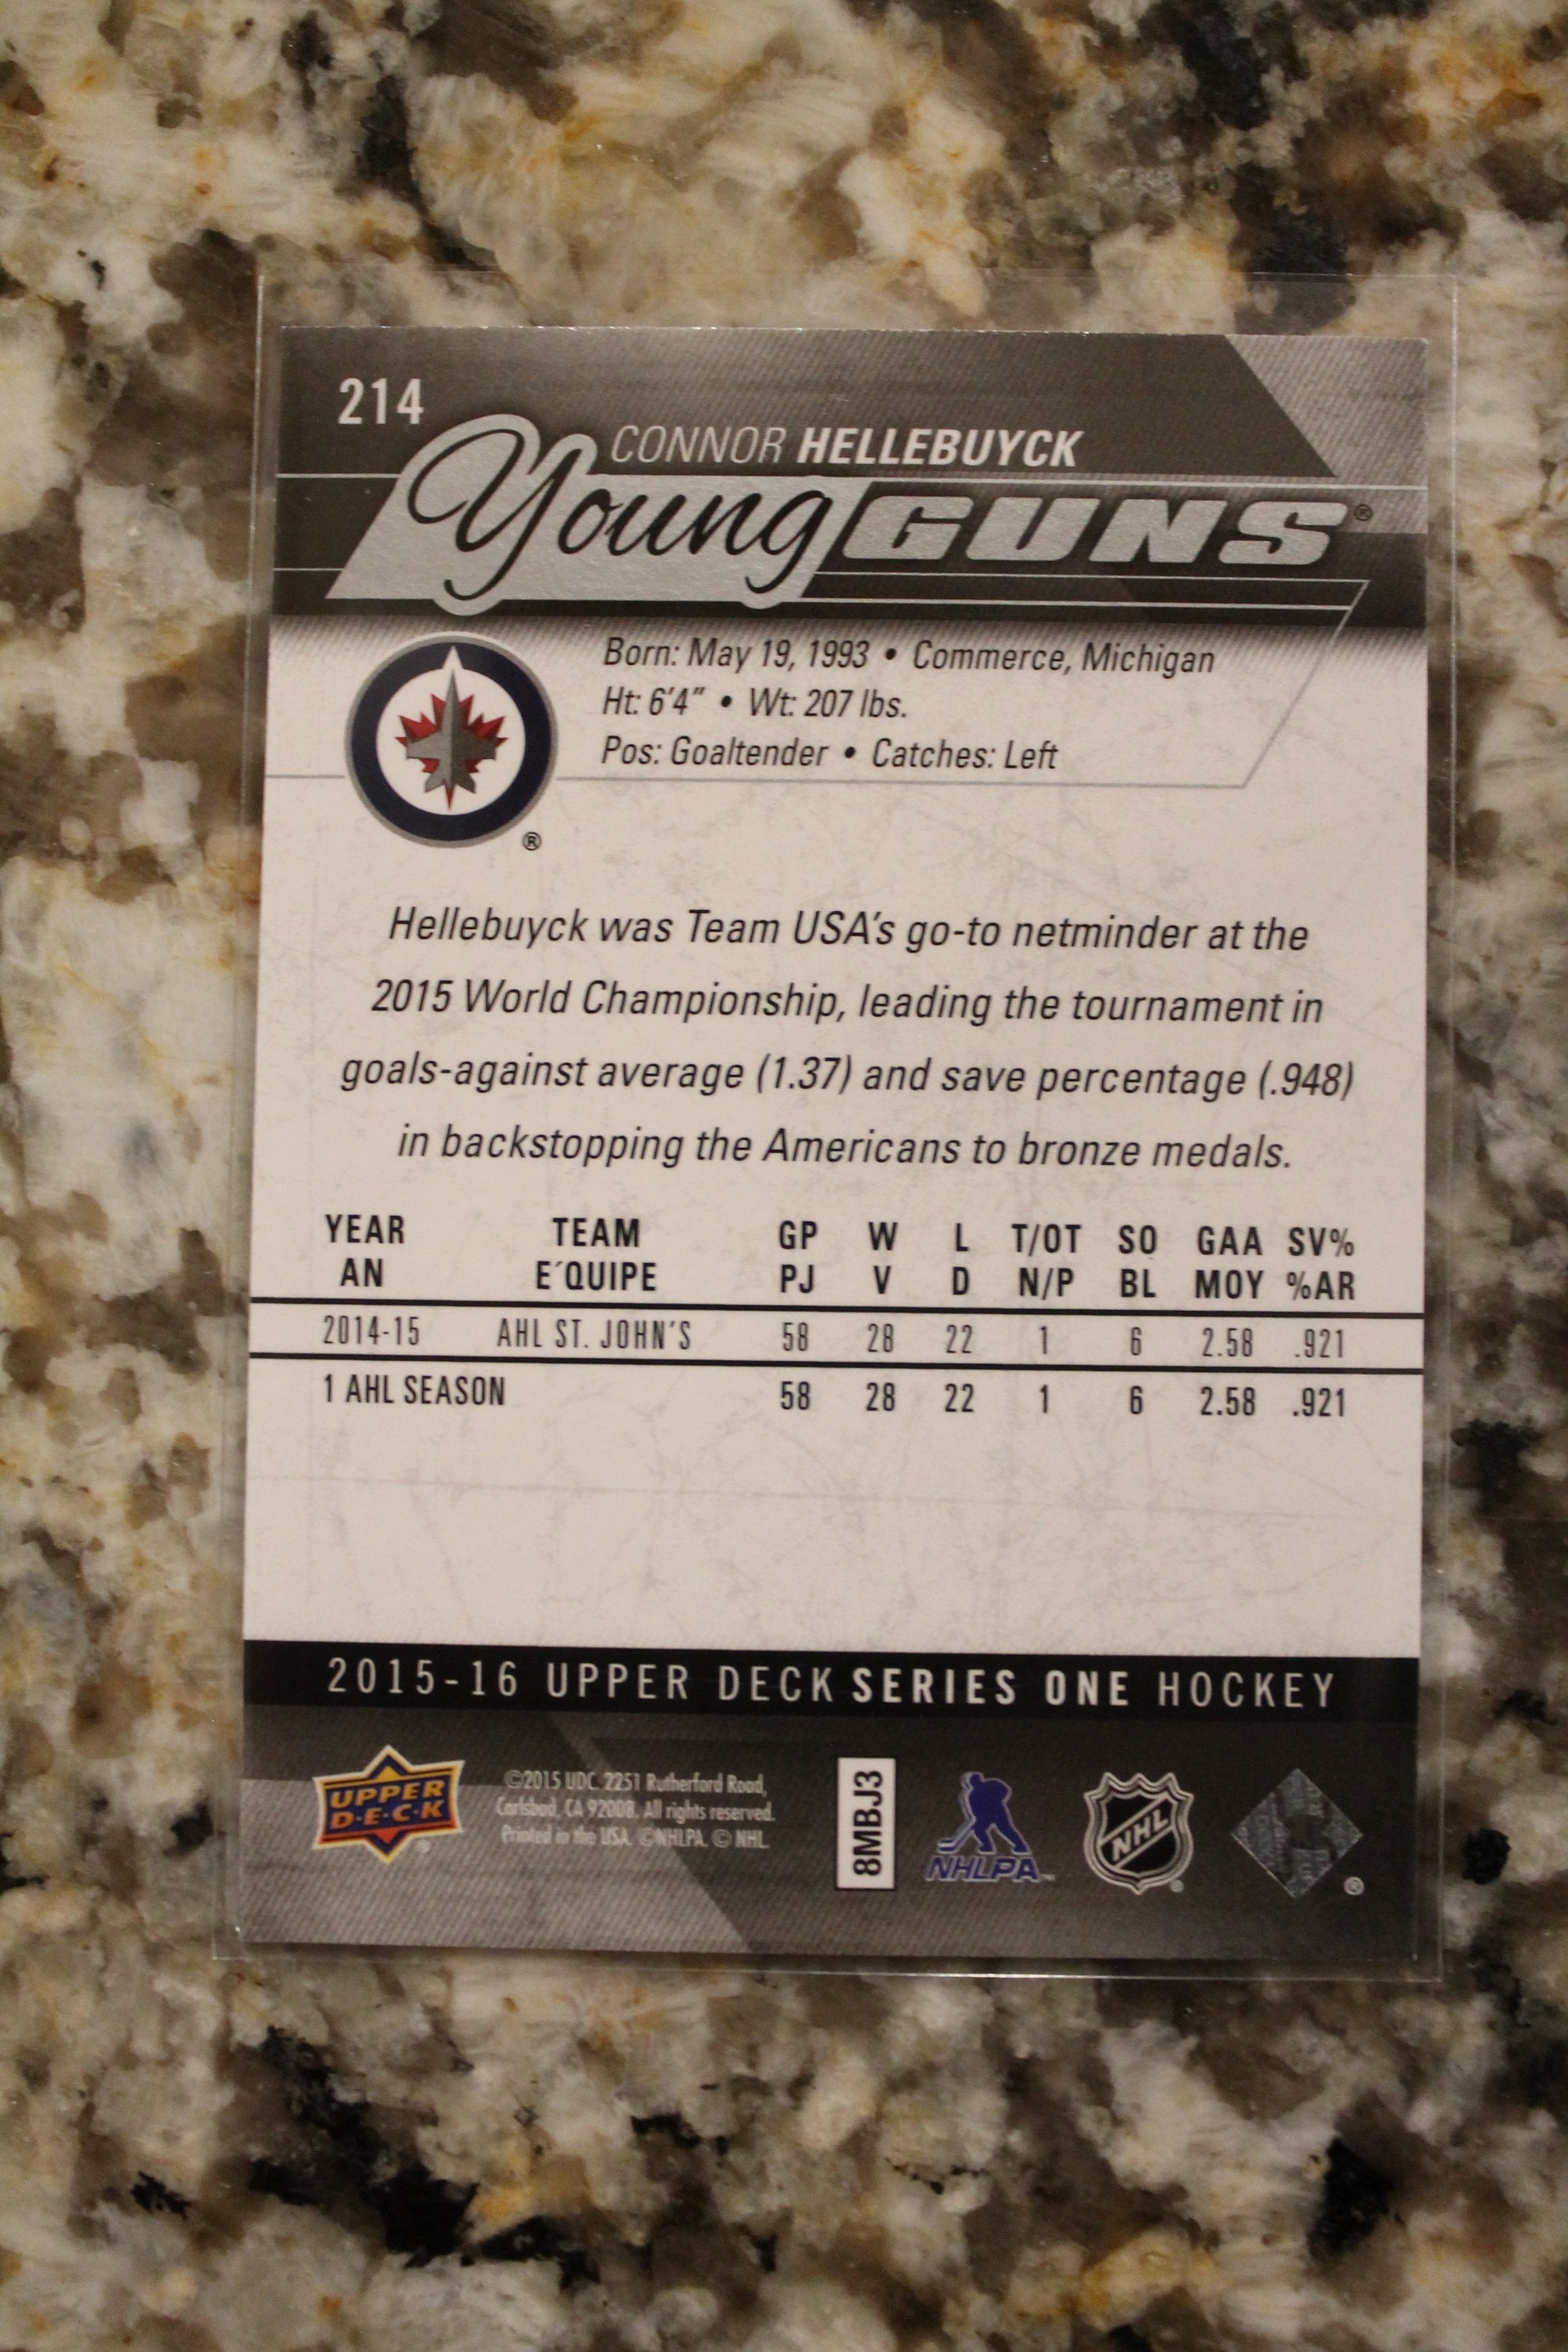 214
CONNOR HELLEBUYCK
Young GUNS®
Born: May 19, 1993 • Commerce, Michigan
Ht: 6'4" • Wt: 207 lbs.
Pos: Goaltender • Catches: Left
®
Hellebuyck was Team USA's go-to netminder at the
2015 World Championship, leading the tournament in
goals-against average (1.37) and save percentage (.948)
in backstopping the Americans to bronze medals.
YEAR TEAM GP W L T/OT SO GAA SV%
AN E´QUIPE PJ V D N/P BL MOY %AR
2014-15 AHL ST. JOHN'S 58 28 22 1 6 2.58 .921
1 AHL SEASON 58 28 22 1 6 2.58 .921
2015-16 UPPER DECK SERIES ONE HOCKEY
UPPER
D·E·C·K
©2015 UDC. 2251 Rutherford Road,
Carlsbad, CA 92008. All rights reserved.
Printed in the USA. ©NHLPA. © NHL.
8MBJ3
NHLPA™
NHL®
®